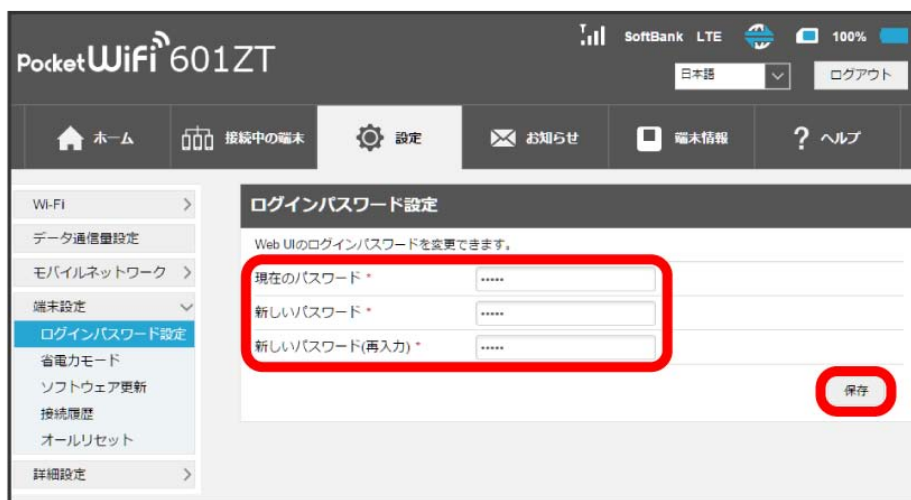 SoftBank LTE 100%
Pocket WiFi 601ZT
日本語 ログアウト
ホーム 接続中の端末 設定 お知らせ 端末情報 ? ヘルプ
Wi-Fi
データ通信量設定
モバイルネットワーク
端末設定
ログインパスワード設定
省電力モード
ソフトウェア更新
接続履歴
オールリセット
詳細設定
ログインパスワード設定
Web UIのログインパスワードを変更できます。
現在のパスワード * •••••
新しいパスワード * •••••
新しいパスワード(再入力) * •••••
保存